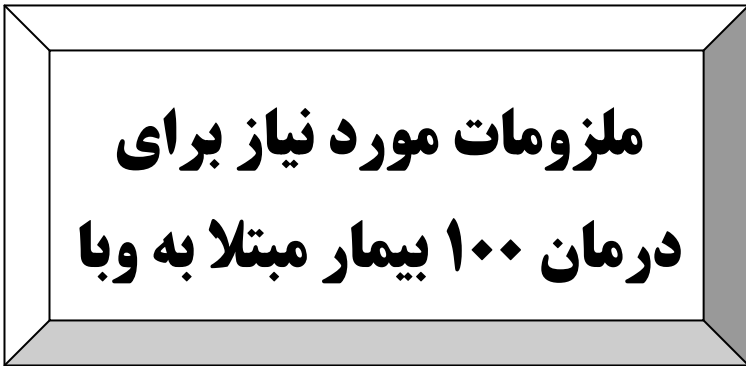 ملزومات مورد نیاز برای
درمان ۱۰۰ بیمار مبتلا به وبا